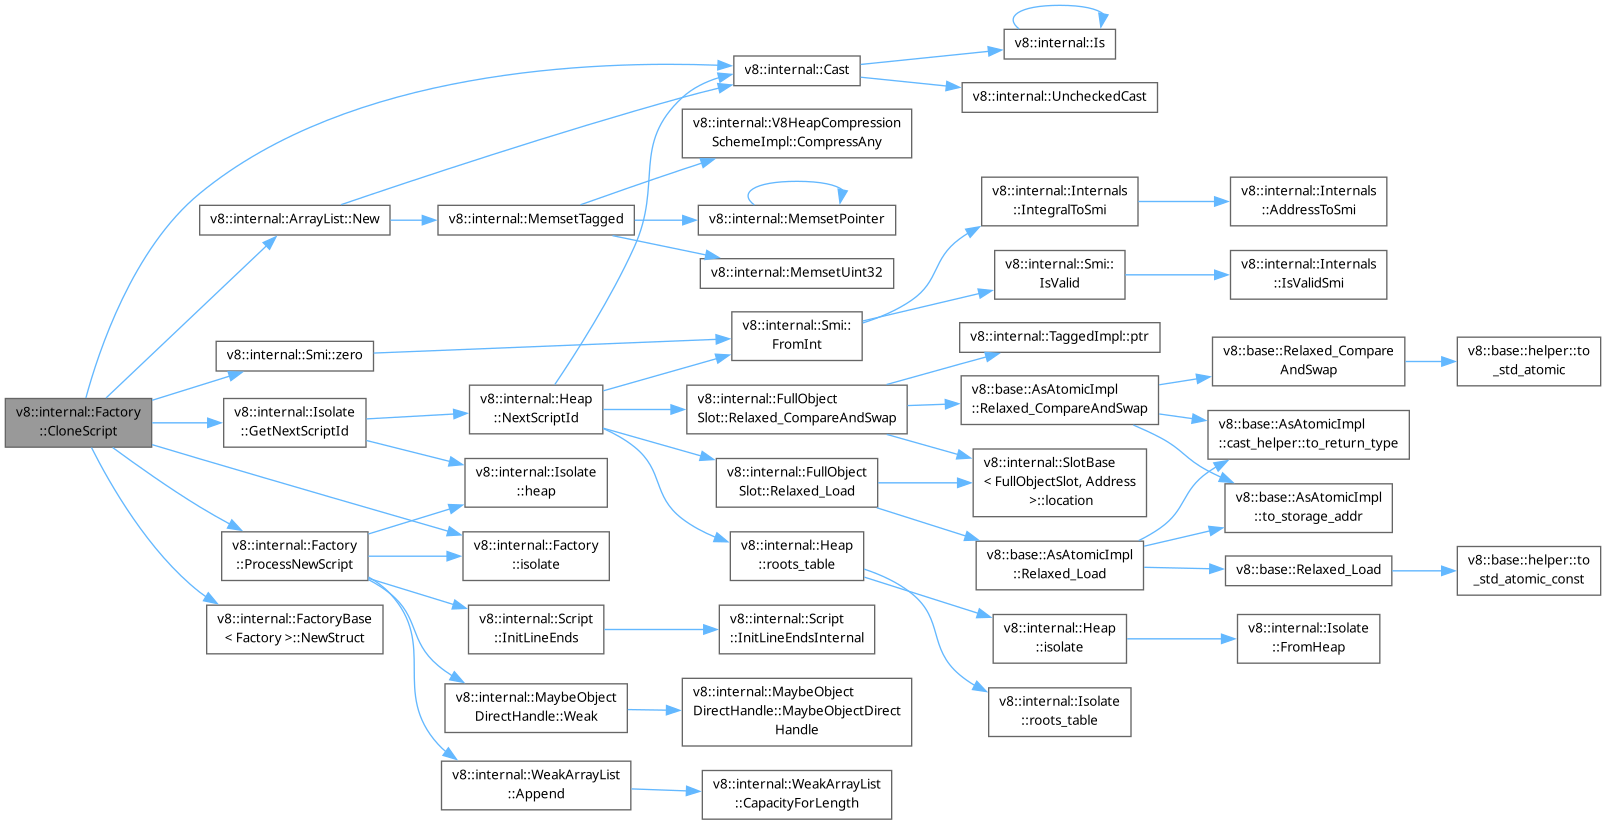 v8::internal::Factory
::CloneScript
v8::internal::ArrayList::New
v8::internal::Smi::zero
v8::internal::Isolate
::GetNextScriptId
v8::internal::Factory
::ProcessNewScript
v8::internal::FactoryBase
< Factory >::NewStruct
v8::internal::MemsetTagged
v8::internal::Heap
::NextScriptId
v8::internal::Isolate
::heap
v8::internal::Factory
::isolate
v8::internal::Script
::InitLineEnds
v8::internal::MaybeObject
DirectHandle::Weak
v8::internal::WeakArrayList
::Append
v8::internal::Cast
v8::internal::V8HeapCompression
SchemeImpl::CompressAny
v8::internal::MemsetPointer
v8::internal::MemsetUint32
v8::internal::Smi::
FromInt
v8::internal::FullObject
Slot::Relaxed_CompareAndSwap
v8::internal::FullObject
Slot::Relaxed_Load
v8::internal::Heap
::roots_table
v8::internal::Script
::InitLineEndsInternal
v8::internal::MaybeObject
DirectHandle::MaybeObjectDirect
Handle
v8::internal::WeakArrayList
::CapacityForLength
v8::internal::Is
v8::internal::UncheckedCast
v8::internal::Internals
::IntegralToSmi
v8::internal::Smi::
IsValid
v8::internal::TaggedImpl::ptr
v8::base::AsAtomicImpl
::Relaxed_CompareAndSwap
v8::internal::SlotBase
< FullObjectSlot, Address
>::location
v8::base::AsAtomicImpl
::Relaxed_Load
v8::internal::Heap
::isolate
v8::internal::Isolate
::roots_table
v8::internal::Internals
::AddressToSmi
v8::internal::Internals
::IsValidSmi
v8::base::Relaxed_Compare
AndSwap
v8::base::AsAtomicImpl
::cast_helper::to_return_type
v8::base::AsAtomicImpl
::to_storage_addr
v8::base::Relaxed_Load
v8::internal::Isolate
::FromHeap
v8::base::helper::to
_std_atomic
v8::base::helper::to
_std_atomic_const